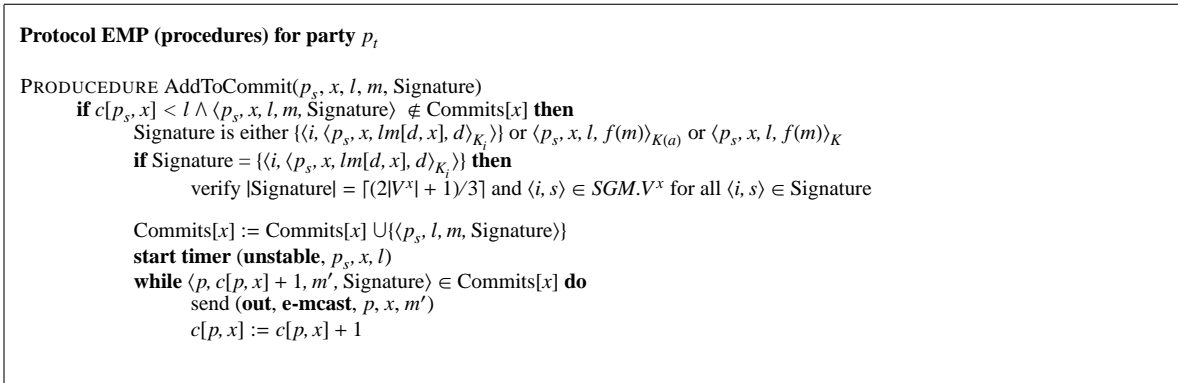 Protocol EMP (procedures) for party p_t
PRODUCEDURE AddToCommit(p_s, x, l, m, Signature)
if c[p_s, x] < l ∧ ⟨p_s, x, l, m, Signature⟩ ∉ Commits[x] then
Signature is either {⟨i, ⟨p_s, x, lm[d, x], d⟩_{K_i}⟩} or ⟨p_s, x, l, f(m)⟩_{K(a)} or ⟨p_s, x, l, f(m)⟩_K
if Signature = {⟨i, ⟨p_s, x, lm[d, x], d⟩_{K_i}⟩} then
verify |Signature| = ⌈(2|V^x| + 1)/3⌉ and ⟨i, s⟩ ∈ SGM.V^x for all ⟨i, s⟩ ∈ Signature
Commits[x] := Commits[x] ∪{⟨p_s, l, m, Signature⟩}
start timer (unstable, p_s, x, l)
while ⟨p, c[p, x] + 1, m′, Signature⟩ ∈ Commits[x] do
send (out, e-mcast, p, x, m′)
c[p, x] := c[p, x] + 1